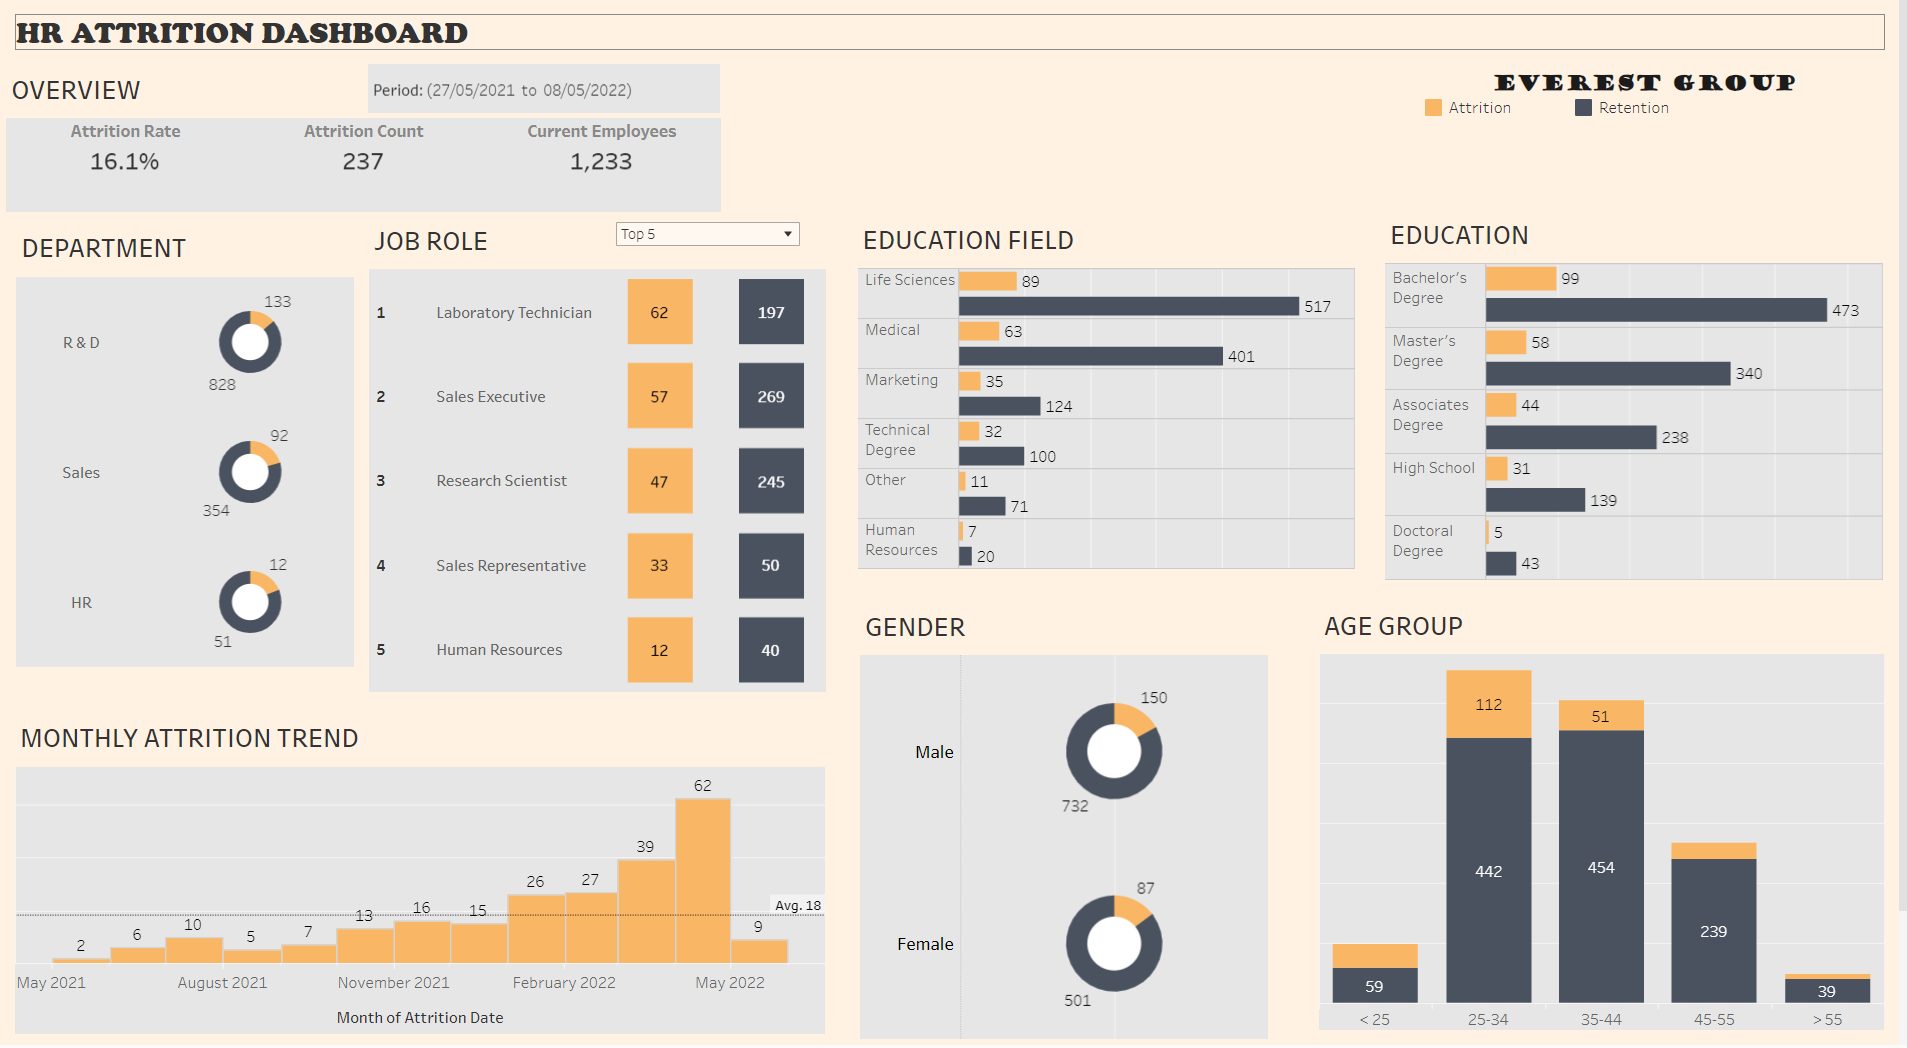 HR ATTRITION DASHBOARD
OVERVIEW
Period: (27/05/2021 to 08/05/2022)
EVEREST GROUP
Attrition Retention
Attrition Rate Attrition Count Current Employees
16.1% 237 1,233
DEPARTMENT
133
R & D
828
92
Sales
354
12
HR
51
JOB ROLE
Top 5
1 Laboratory Technician 62 197
2 Sales Executive 57 269
3 Research Scientist 47 245
4 Sales Representative 33 50
5 Human Resources 12 40
EDUCATION FIELD
Life Sciences 89
517
Medical 63
401
Marketing 35
124
Technical 32
Degree 100
Other 11
71
Human 7
Resources 20
EDUCATION
Bachelor's 99
Degree 473
Master's 58
Degree 340
Associates 44
Degree 238
High School 31
139
Doctoral 5
Degree 43
MONTHLY ATTRITION TREND
2 6 10 5 7 13 16 15 26 27 39 62 9
Avg. 18
May 2021 August 2021 November 2021 February 2022 May 2022
Month of Attrition Date
GENDER
150
Male
732
87
Female
501
AGE GROUP
112 51
59 442 454 239 39
< 25 25-34 35-44 45-55 > 55